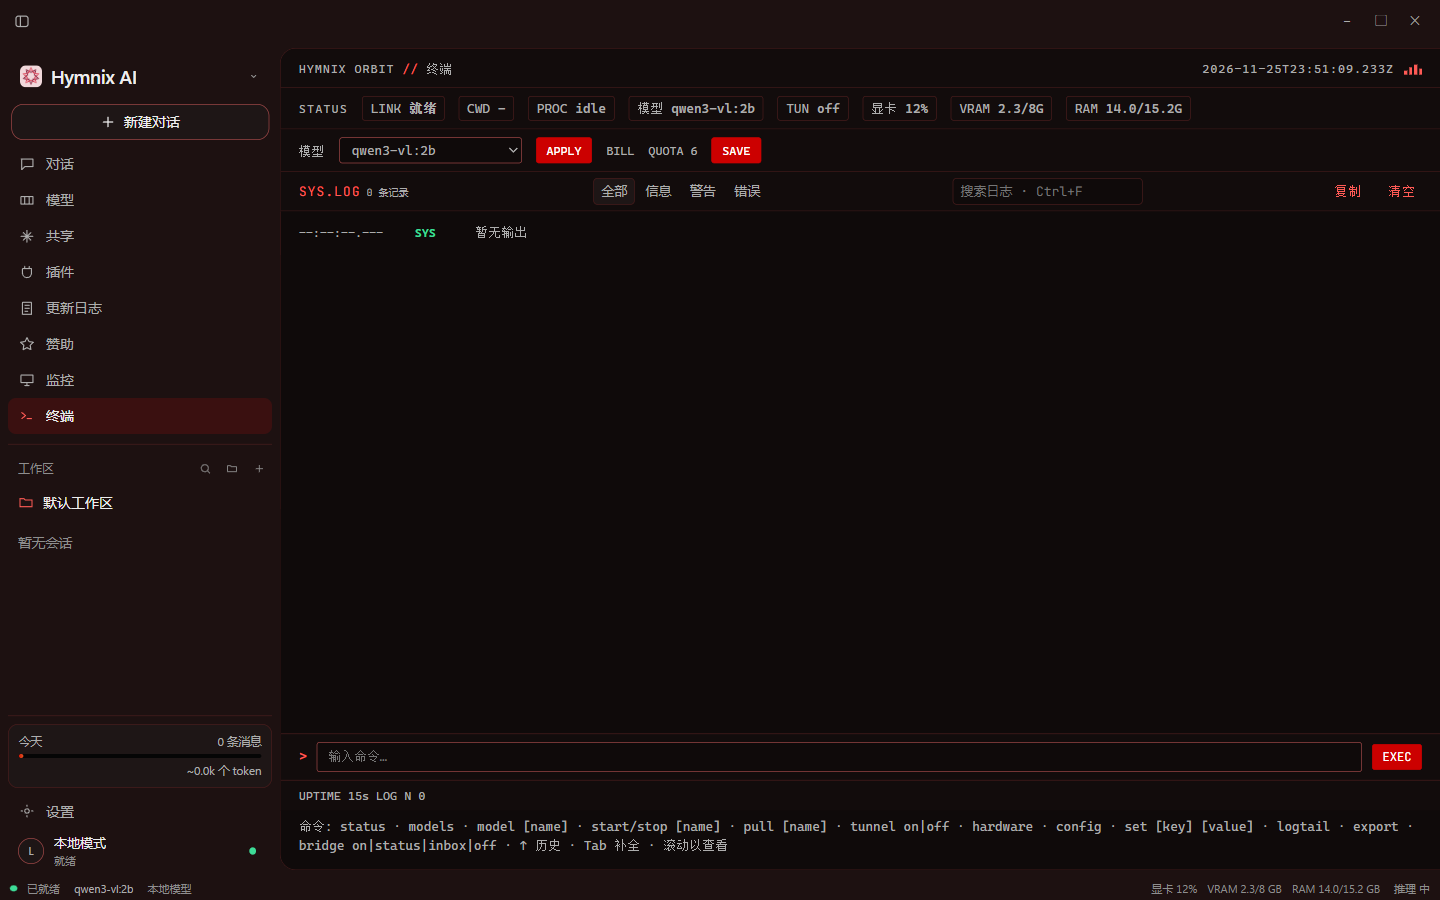 Hymnix AI
新建对话
对话
模型
共享
插件
更新日志
赞助
监控
终端
工作区
默认工作区
暂无会话
今天 0 条消息
~0.0k 个 token
设置
L 本地模式
就绪
HYMNIX ORBIT // 终端 2026-11-25T23:51:09.233Z
STATUS LINK 就绪 CWD — PROC idle 模型 qwen3-vl:2b TUN off 显卡 12% VRAM 2.3/8G RAM 14.0/15.2G
模型 qwen3-vl:2b APPLY BILL QUOTA 6 SAVE
SYS.LOG 0 条记录 全部 信息 警告 错误 搜索日志 · Ctrl+F 复制 清空
--:--:--.--- SYS 暂无输出
> 输入命令… EXEC
UPTIME 15s LOG N 0
命令: status · models · model [name] · start/stop [name] · pull [name] · tunnel on|off · hardware · config · set [key] [value] · logtail · export ·
bridge on|status|inbox|off · ↑ 历史 · Tab 补全 · 滚动以查看
已就绪 qwen3-vl:2b 本地模型 显卡 12% VRAM 2.3/8 GB RAM 14.0/15.2 GB 推理 中